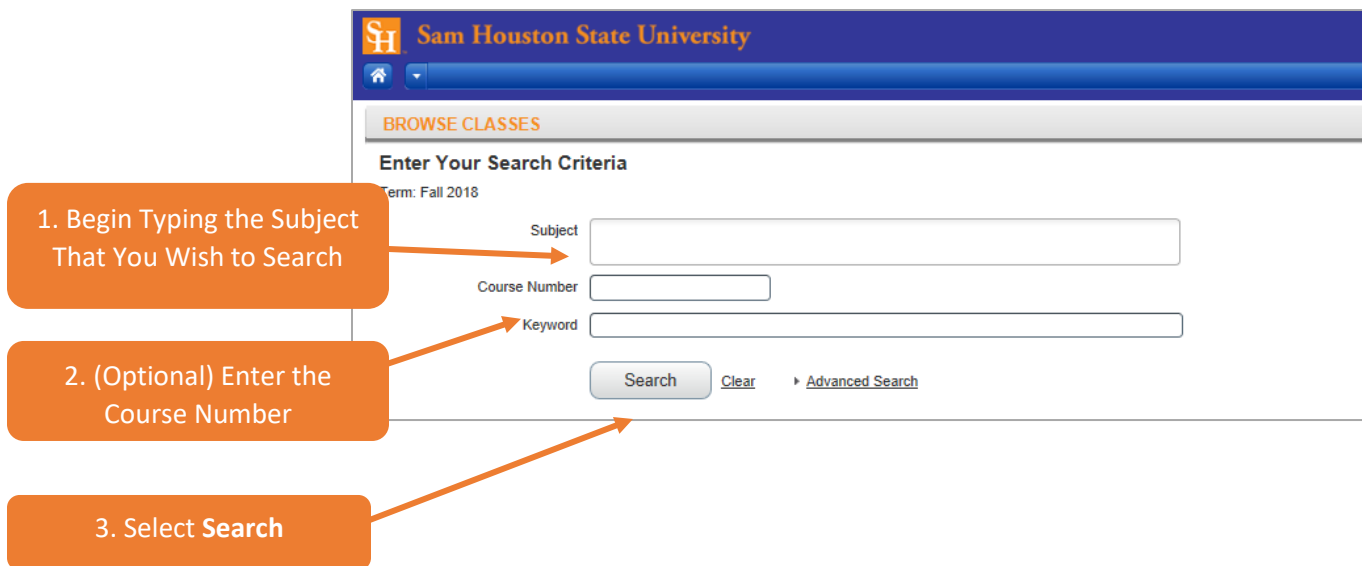 SH Sam Houston State University
BROWSE CLASSES
Enter Your Search Criteria
Term: Fall 2018
1. Begin Typing the Subject
That You Wish to Search
Subject
Course Number
Keyword
2. (Optional) Enter the
Course Number
Search Clear Advanced Search
3. Select Search